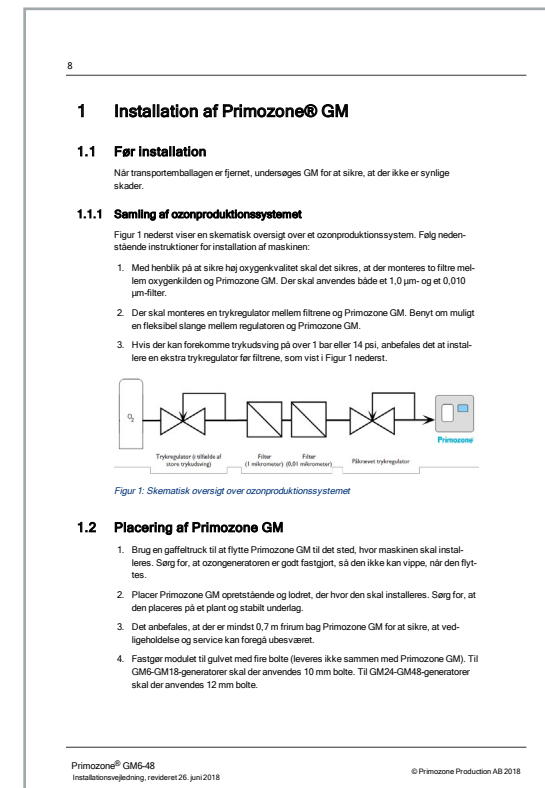 8
1 Installation af Primozone® GM
1.1 Før installation
Når transportemballagen er fjernet, undersøges GM for at sikre, at der ikke er synlige
skader.
1.1.1 Samling af ozonproduktionssystemet
Figur 1 nederst viser en skematisk oversigt over et ozonproduktionssystem. Følg neden-
stående instruktioner for installation af maskinen:
1. Med henblik på at sikre høj oxygenkvalitet skal det sikres, at der monteres to filtre mel-
lem oxygenkilden og Primozone GM. Der skal anvendes både et 1,0 µm- og et 0,010
µm-filter.
2. Der skal monteres en trykregulator mellem filtrene og Primozone GM. Benyt om muligt
en fleksibel slange mellem regulatoren og Primozone GM.
3. Hvis der kan forekomme trykudsving på over 1 bar eller 14 psi, anbefales det at instal-
lere en ekstra trykregulator før filtrene, som vist i Figur 1 nederst.
O2
Primozone
Trykregulator (i tilfælde af
store trykudsving)
Filter
(1 mikrometer)
Filter
(0,01 mikrometer)
Påkrævet trykregulator
Figur 1: Skematisk oversigt over ozonproduktionssystemet
1.2 Placering af Primozone GM
1. Brug en gaffeltruck til at flytte Primozone GM til det sted, hvor maskinen skal instal-
leres. Sørg for, at ozongeneratoren er godt fastgjort, så den ikke kan vippe, når den flyt-
tes.
2. Placer Primozone GM opretstående og lodret, der hvor den skal installeres. Sørg for, at
den placeres på et plant og stabilt underlag.
3. Det anbefales, at der er mindst 0,7 m frirum bag Primozone GM for at sikre, at ved-
ligeholdelse og service kan foregå ubesværet.
4. Fastgør modulet til gulvet med fire bolte (leveres ikke sammen med Primozone GM). Til
GM6-GM18-generatorer skal der anvendes 10 mm bolte. Til GM24-GM48-generatorer
skal der anvendes 12 mm bolte.
Primozone® GM6-48
Installationsvejledning, revideret 26. juni 2018
© Primozone Production AB 2018